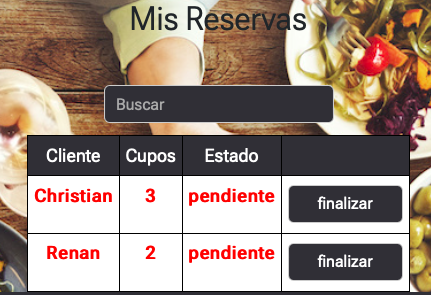 Mis Reservas
Buscar
Cliente Cupos Estado
Christian 3 pendiente finalizar
Renan 2 pendiente finalizar